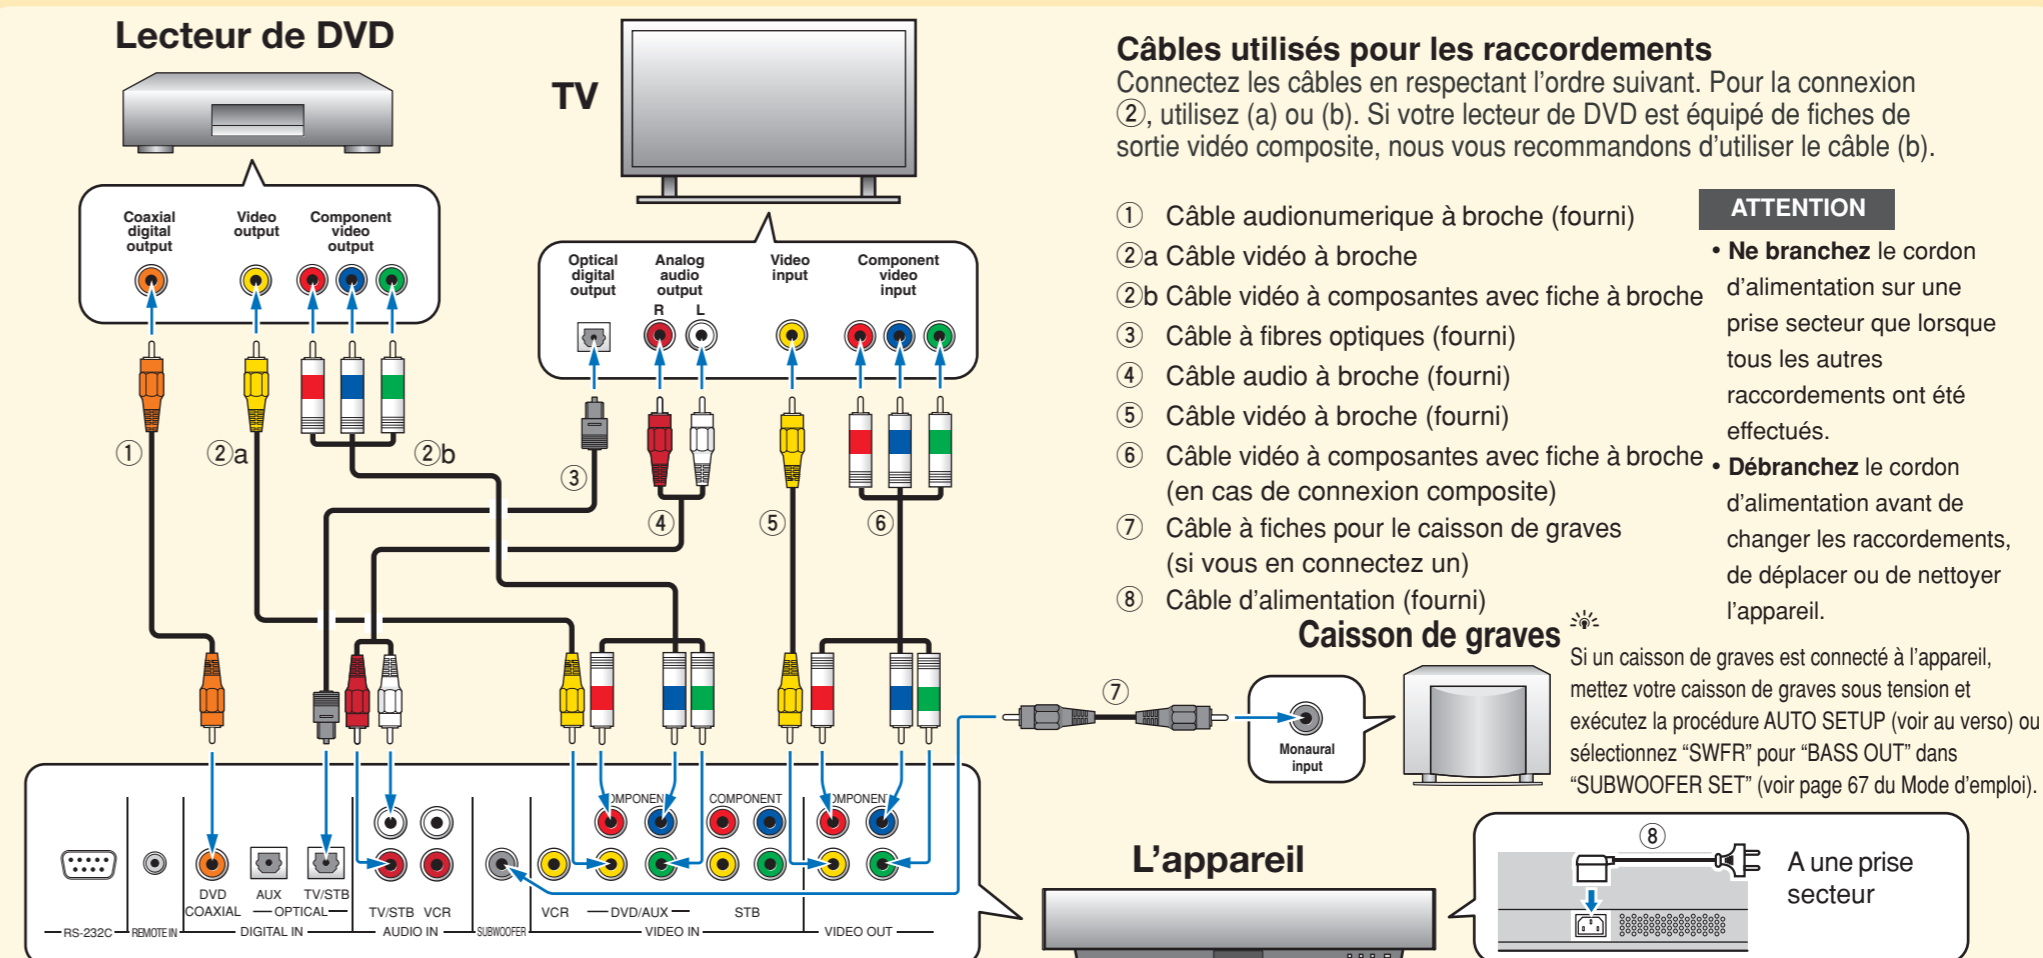 Lecteur de DVD
Coaxial
digital
output
Video
output
Component
video
output
TV
Optical
digital
output
Analog
audio
output
R L
Video
input
Component
video
input
① ②a ②b ③ ④ ⑤ ⑥
Câbles utilisés pour les raccordements
Connectez les câbles en respectant l'ordre suivant. Pour la connexion
②, utilisez (a) ou (b). Si votre lecteur de DVD est équipé de fiches de
sortie vidéo composite, nous vous recommandons d'utiliser le câble (b).
① Câble audionumerique à broche (fourni)
②a Câble vidéo à broche
②b Câble vidéo à composantes avec fiche à broche
③ Câble à fibres optiques (fourni)
④ Câble audio à broche (fourni)
⑤ Câble vidéo à broche (fourni)
⑥ Câble vidéo à composantes avec fiche à broche
(en cas de connexion composite)
⑦ Câble à fiches pour le caisson de graves
(si vous en connectez un)
⑧ Câble d'alimentation (fourni)
ATTENTION
• Ne branchez le cordon
d'alimentation sur une
prise secteur que lorsque
tous les autres
raccordements ont été
effectués.
• Débranchez le cordon
d'alimentation avant de
changer les raccordements,
de déplacer ou de nettoyer
l'appareil.
Caisson de graves
⑦
Monaural
input
Si un caisson de graves est connecté à l'appareil,
mettez votre caisson de graves sous tension et
exécutez la procédure AUTO SETUP (voir au verso) ou
sélectionnez “SWFR” pour “BASS OUT” dans
“SUBWOOFER SET” (voir page 67 du Mode d'emploi).
COMPONENT COMPONENT COMPONENT
DVD AUX TV/STB
COAXIAL OPTICAL TV/STB VCR VCR DVD/AUX STB
RS-232C REMOTE IN DIGITAL IN AUDIO IN SUBWOOFER VIDEO IN VIDEO OUT
L'appareil
⑧
A une prise
secteur